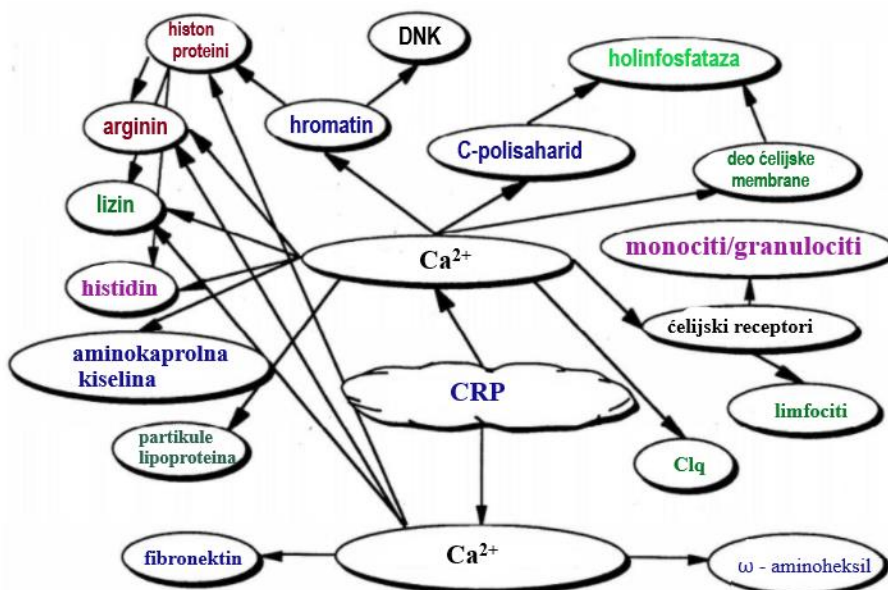 histon
proteini
DNK
holinfosfataza
arginin
hromatin
C-polisaharid
deo ćelijske
membrane
lizin
monociti/granulociti
Ca²⁺
histidin
ćelijski receptori
aminokaprolna
kiselina
CRP
limfociti
partikule
lipoproteina
Clq
Ca²⁺
fibronektin
ω - aminoheksil